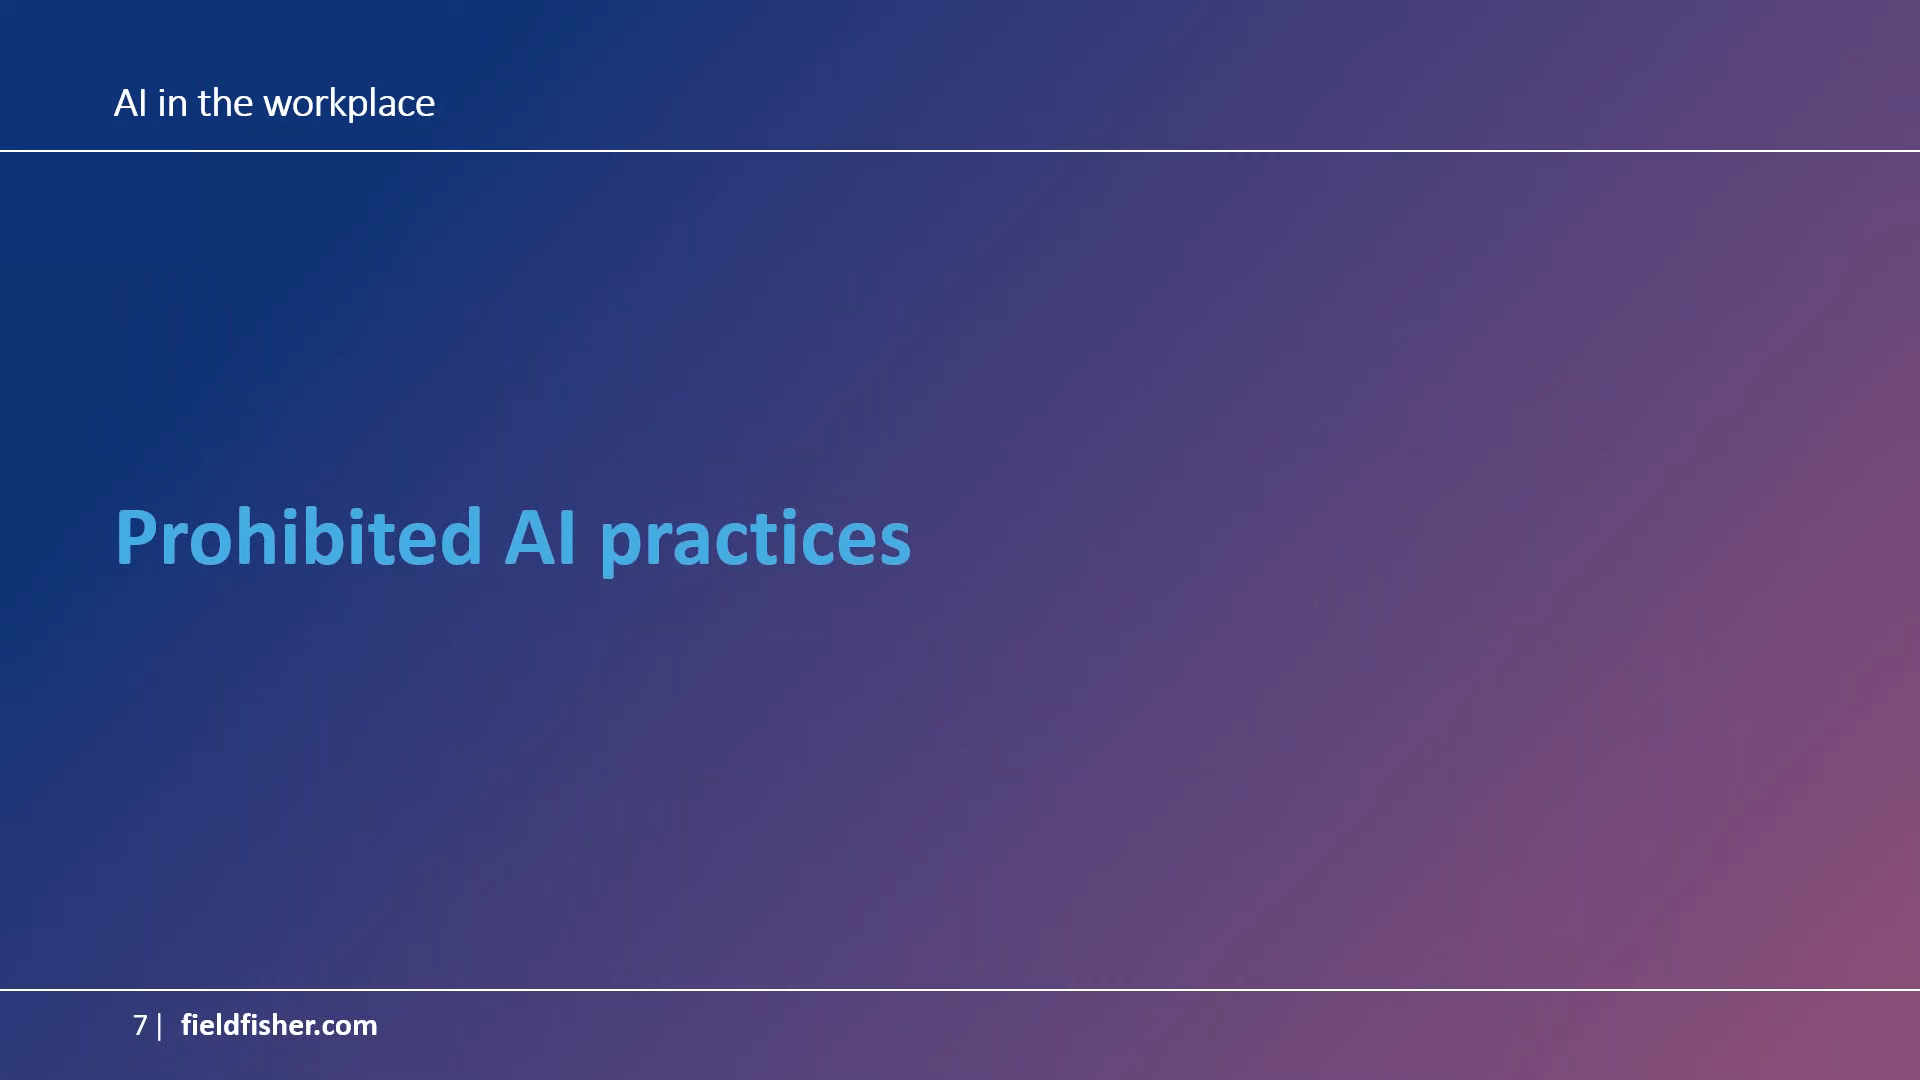 AI in the workplace
Prohibited AI practices
7 | fieldfisher.com